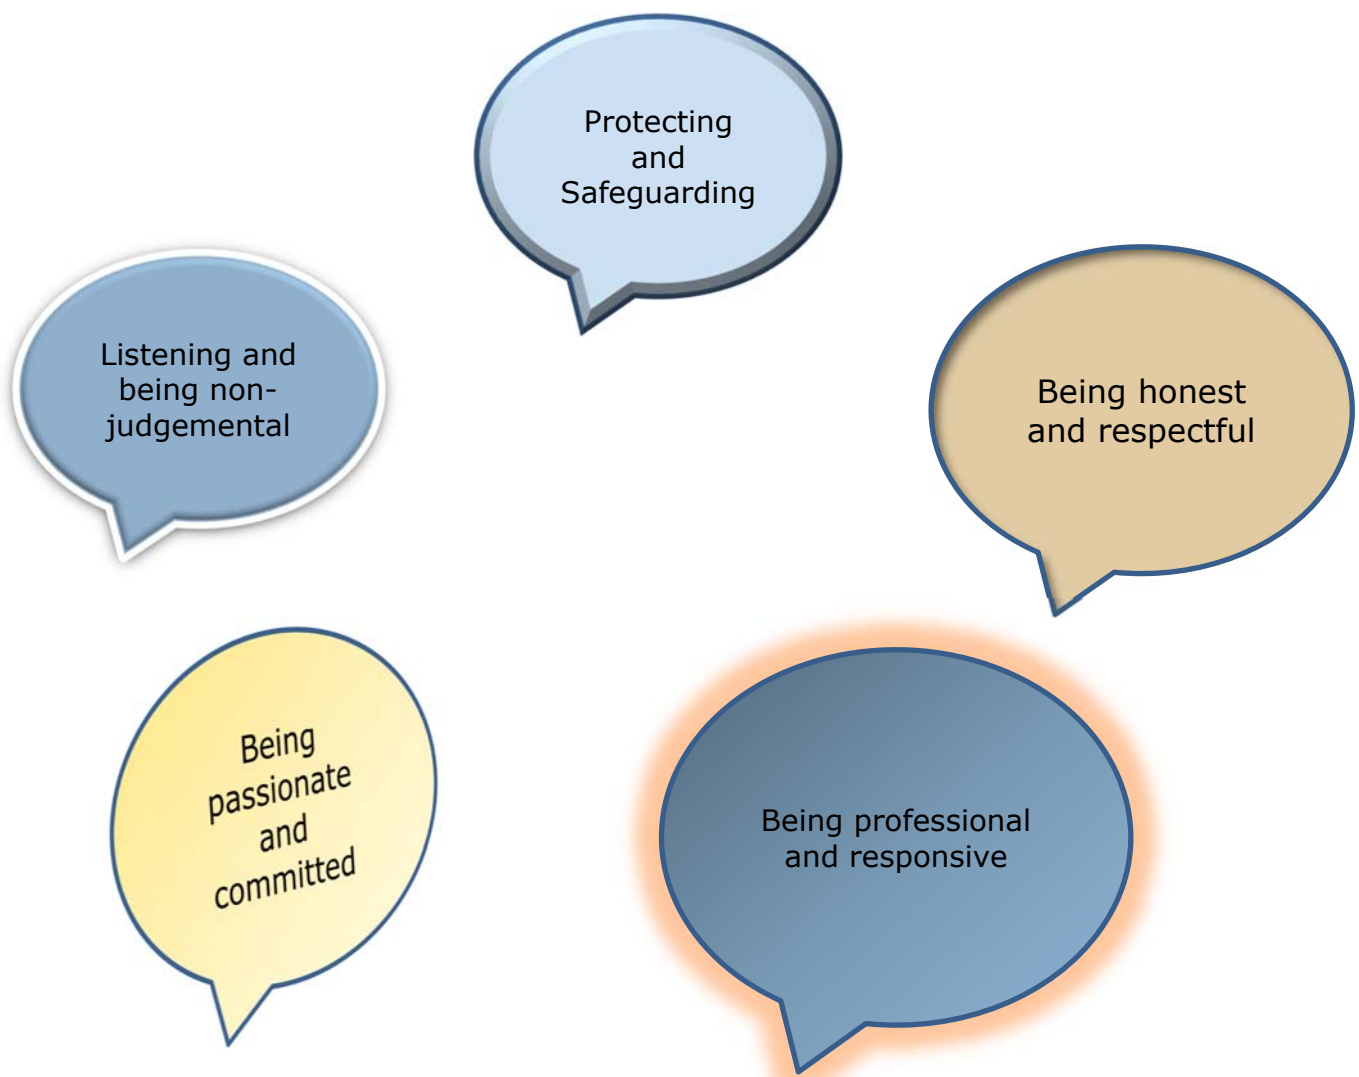 Protecting
and
Safeguarding
Listening and
being non-
judgemental
Being honest
and respectful
Being
passionate
and
committed
Being professional
and responsive